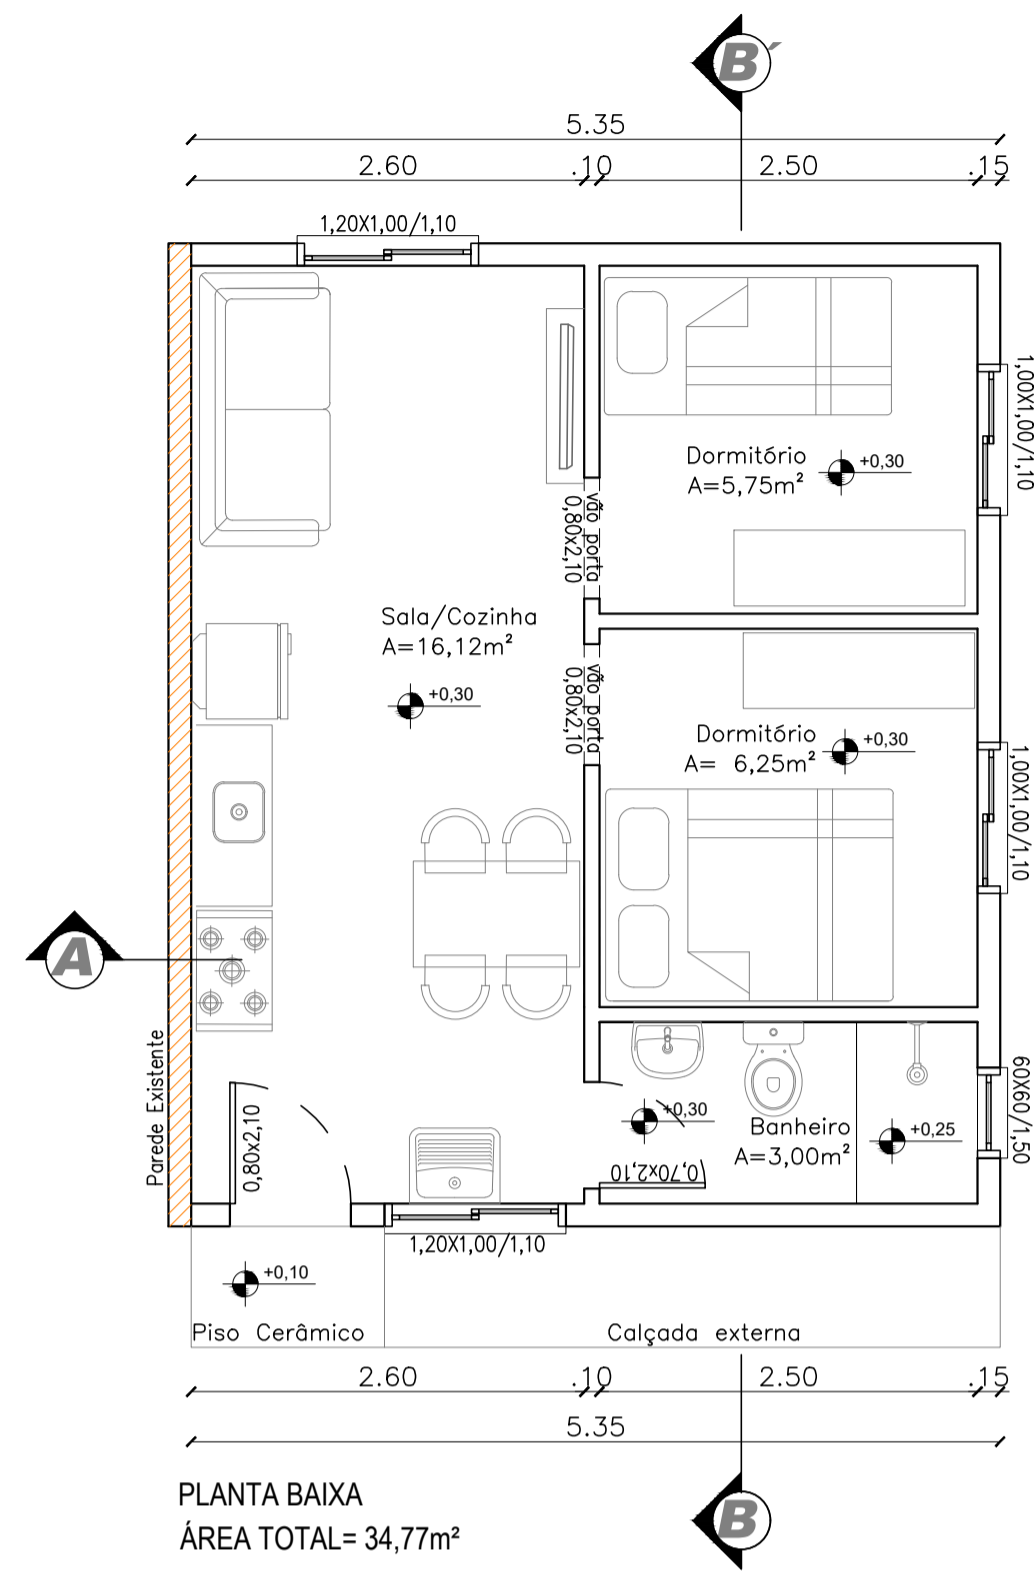 B´
5.35
2.60
.10
2.50
.15
1,20X1,00/1,10
1,00X1,00/1,10
Dormitório
A=5,75m²
+0,30
vão porta
0,80x2,10
Sala/Cozinha
A=16,12m²
+0,30
vão porta
0,80x2,10
Dormitório
A= 6,25m²
+0,30
1,00X1,00/1,10
A
Parede Existente
0,80x2,10
+0,30
Banheiro
A=3,00m²
+0,25
0,70x2,10
60X60/1,50
1,20X1,00/1,10
+0,10
Piso Cerâmico
Calçada externa
2.60
.10
2.50
.15
5.35
PLANTA BAIXA
ÁREA TOTAL= 34,77m²
B